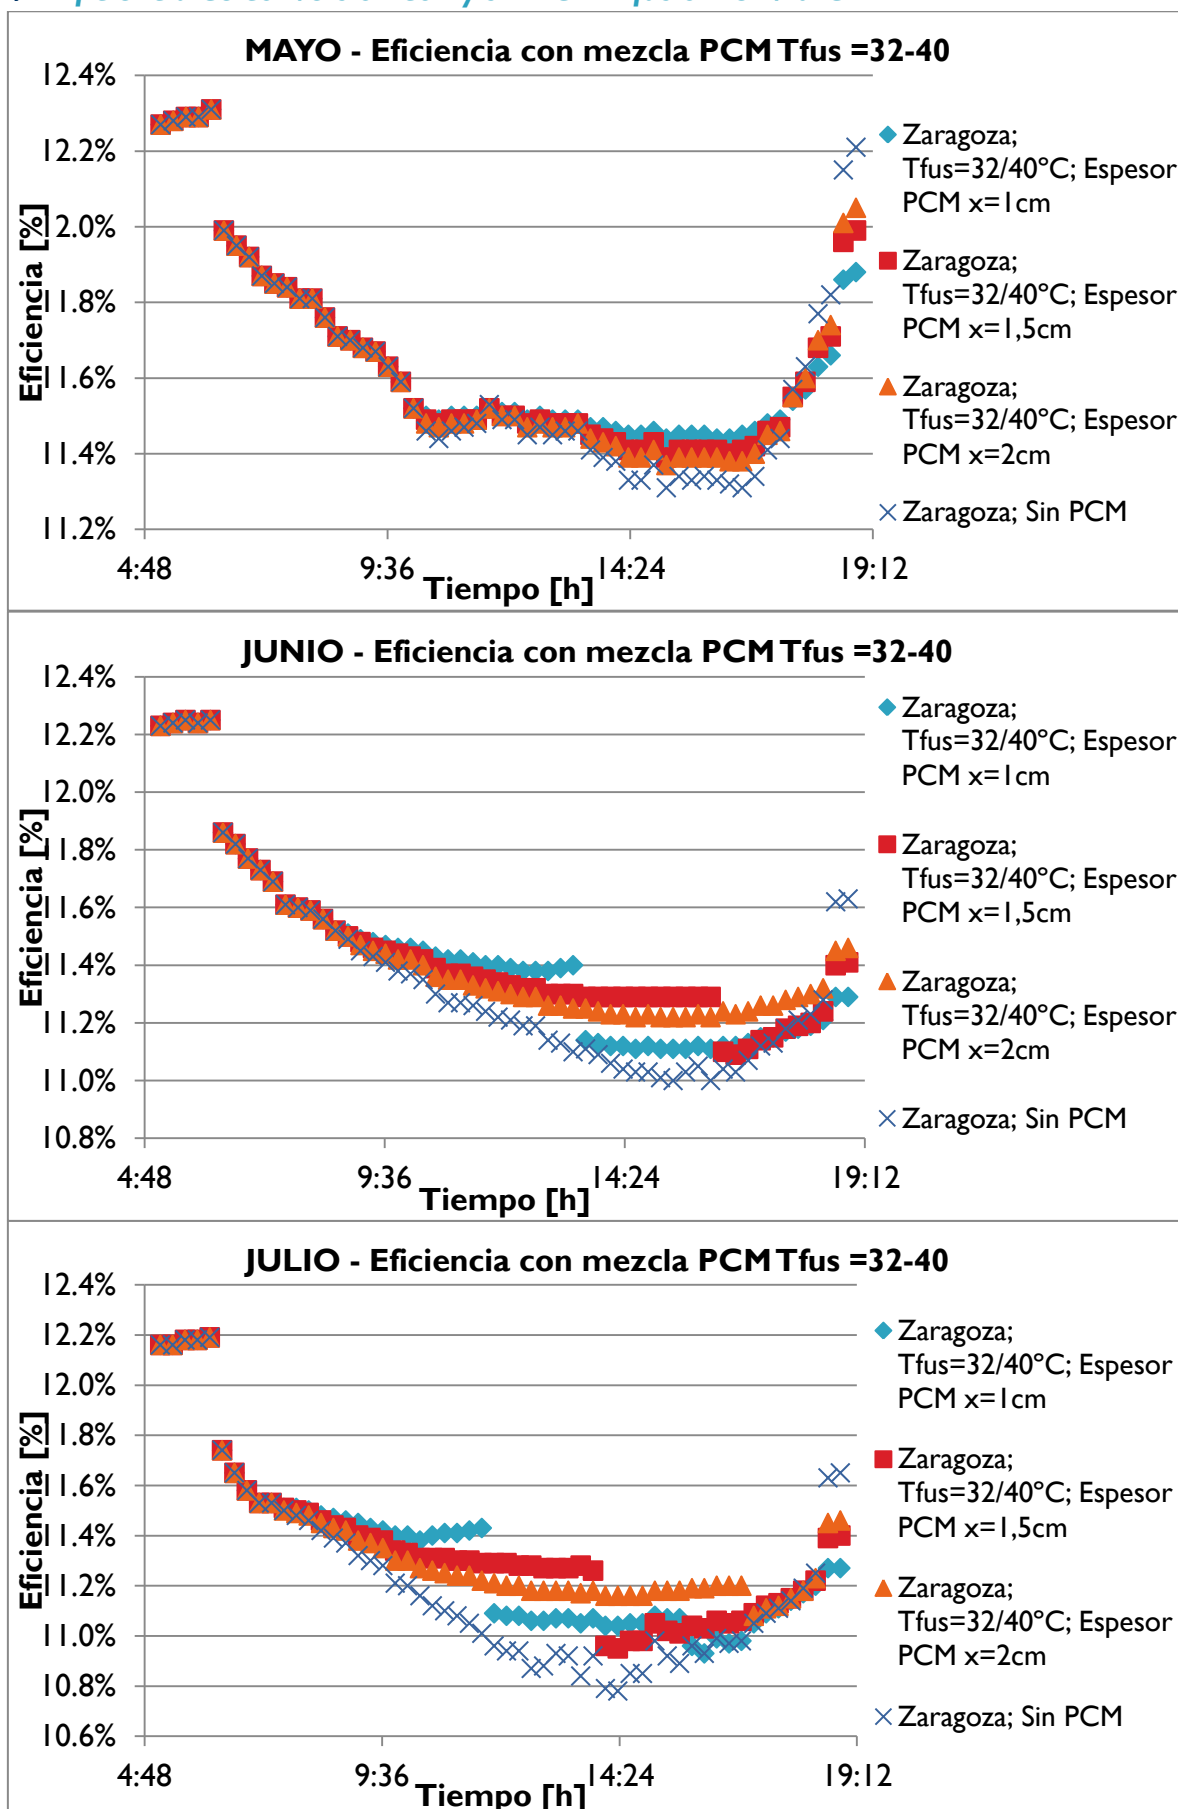 MAYO - Eficiencia con mezcla PCM Tfus =32-40
12.4%
12.2%
12.0%
11.8%
11.6%
11.4%
11.2%
Eficiencia [%]
4:48
9:36
14:24
19:12
Tiempo [h]
Zaragoza;
Tfus=32/40ºC; Espesor
PCM x=1cm
Zaragoza;
Tfus=32/40ºC; Espesor
PCM x=1,5cm
Zaragoza;
Tfus=32/40ºC; Espesor
PCM x=2cm
Zaragoza; Sin PCM
JUNIO - Eficiencia con mezcla PCM Tfus =32-40
12.4%
12.2%
12.0%
11.8%
11.6%
11.4%
11.2%
11.0%
10.8%
Eficiencia [%]
4:48
9:36
14:24
19:12
Tiempo [h]
Zaragoza;
Tfus=32/40ºC; Espesor
PCM x=1cm
Zaragoza;
Tfus=32/40ºC; Espesor
PCM x=1,5cm
Zaragoza;
Tfus=32/40ºC; Espesor
PCM x=2cm
Zaragoza; Sin PCM
JULIO - Eficiencia con mezcla PCM Tfus =32-40
12.4%
12.2%
12.0%
11.8%
11.6%
11.4%
11.2%
11.0%
10.8%
10.6%
Eficiencia [%]
4:48
9:36
14:24
19:12
Tiempo [h]
Zaragoza;
Tfus=32/40ºC; Espesor
PCM x=1cm
Zaragoza;
Tfus=32/40ºC; Espesor
PCM x=1,5cm
Zaragoza;
Tfus=32/40ºC; Espesor
PCM x=2cm
Zaragoza; Sin PCM